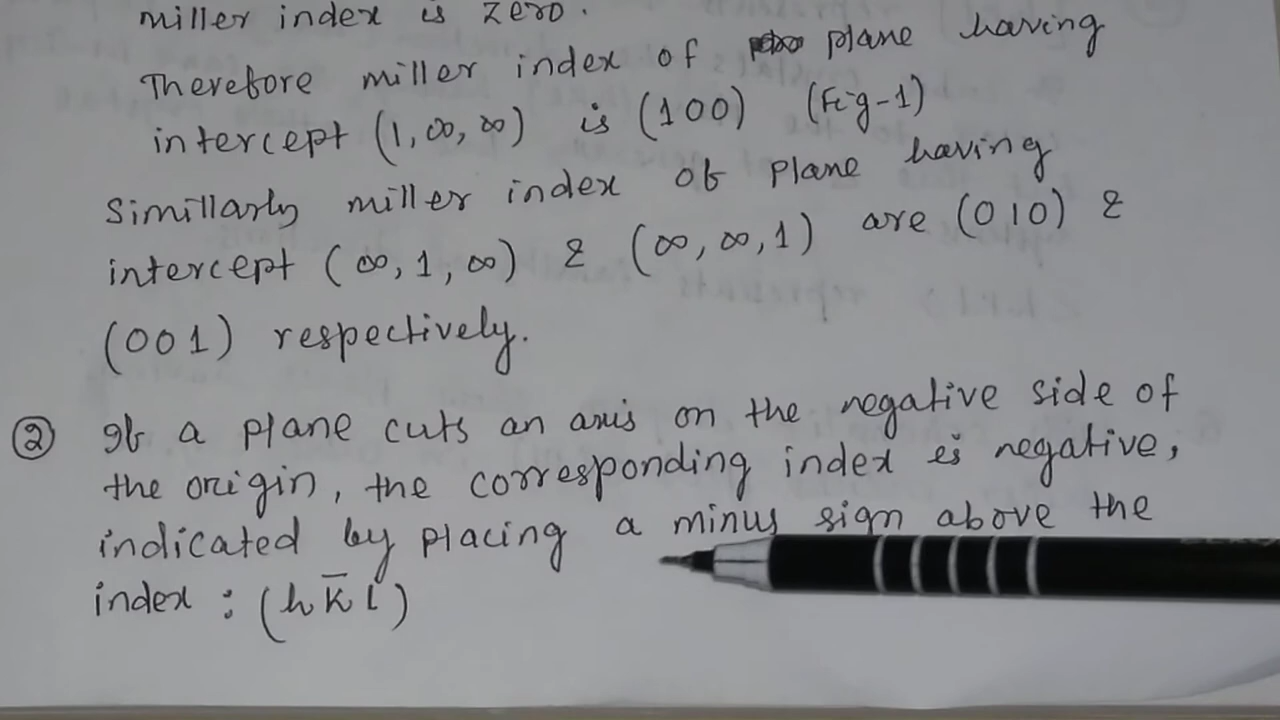 miller index is zero.
Therefore miller index of plane having
intercept (1, ∞, ∞) is (100) (Fig-1)
Simillarly miller index of plane having
intercept (∞, 1, ∞) & (∞, ∞, 1) are (010) &
(001) respectively.
② If a plane cuts an axis on the negative side of
the origin, the corresponding index is negative,
indicated by placing a minus sign above the
index : (h k̄ l)